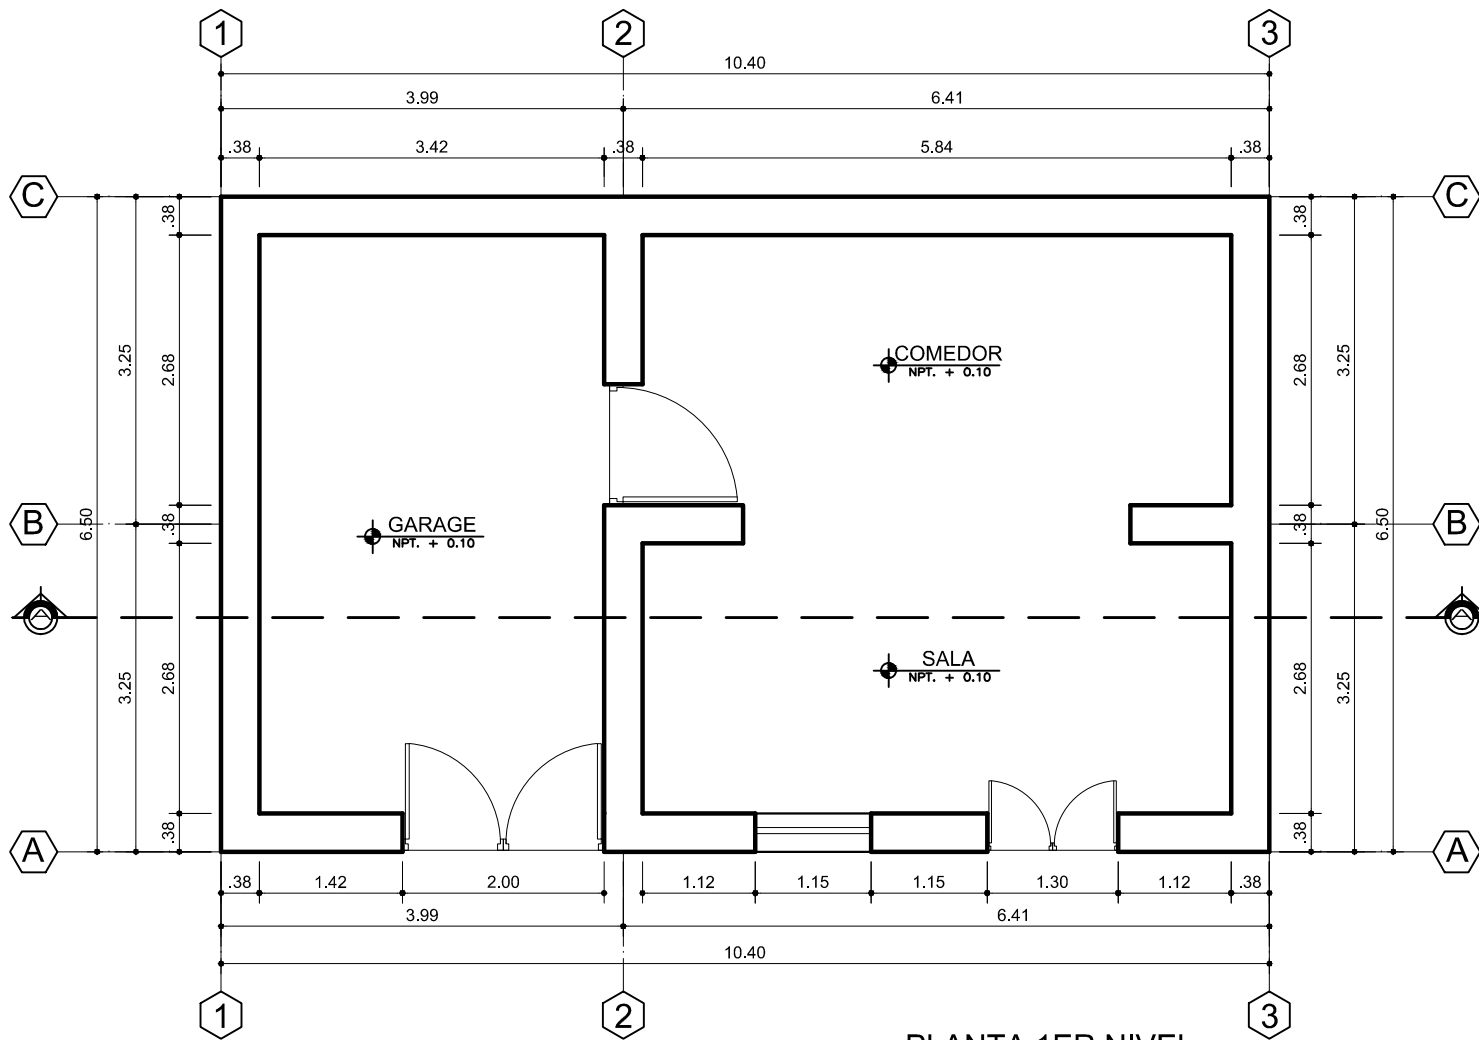 1
2
3
10.40
3.99
6.41
.38
3.42
.38
5.84
.38
C
C
.38
.38
3.25
2.68
COMEDOR
NPT. + 0.10
2.68
3.25
B
6.50
.38
GARAGE
NPT. + 0.10
.38
6.50
B
A
A
3.25
2.68
SALA
NPT. + 0.10
2.68
3.25
A
.38
.38
A
.38
1.42
2.00
1.12
1.15
1.15
1.30
1.12
.38
3.99
6.41
10.40
1
2
3
PLANTA 1ER NIVEL